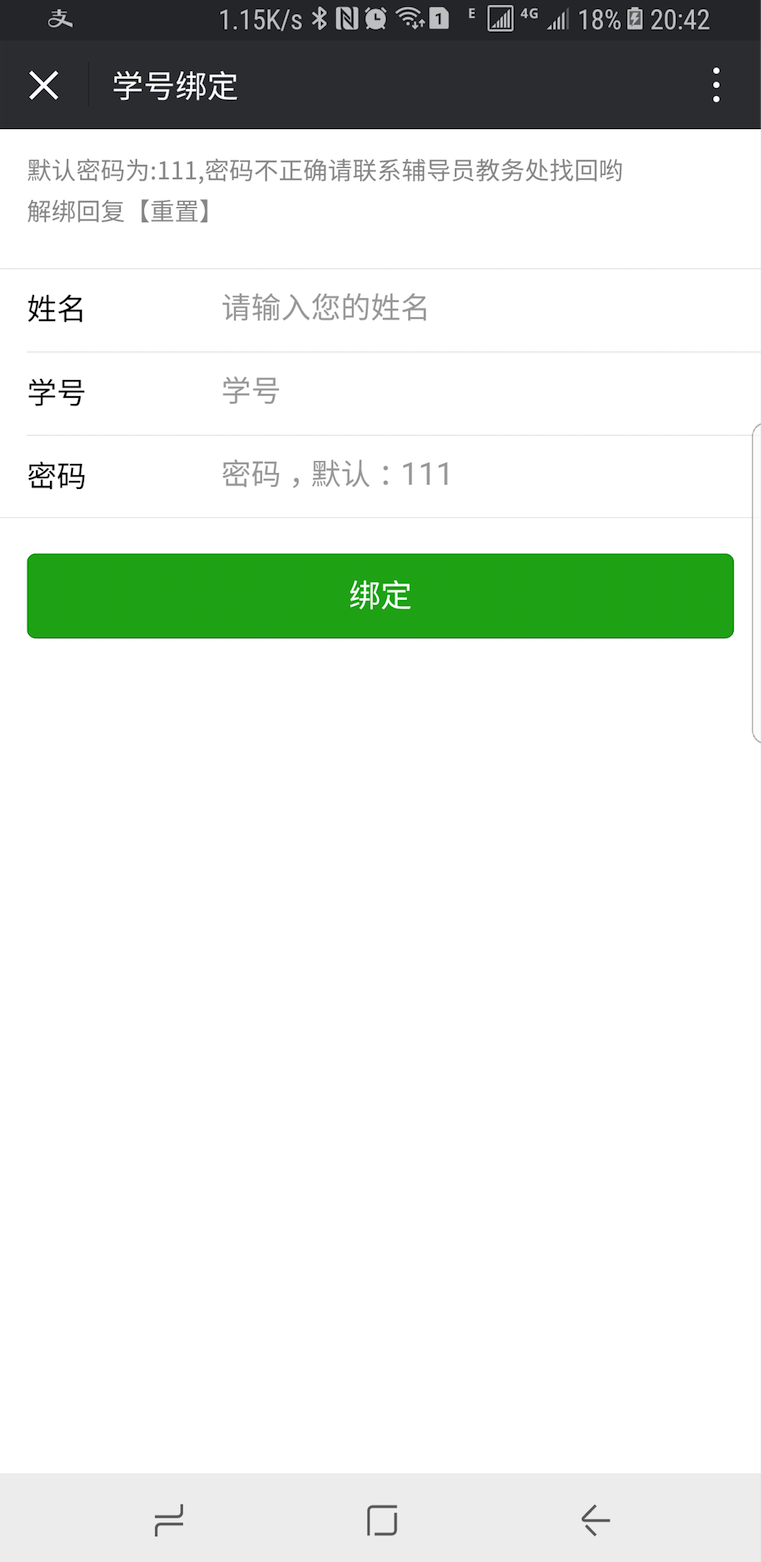 支 1.15K/s 1 E 4G 18% 20:42
学号绑定
默认密码为:111,密码不正确请联系辅导员教务处找回哟
解绑回复【重置】
姓名 请输入您的姓名
学号 学号
密码 密码，默认：111
绑定